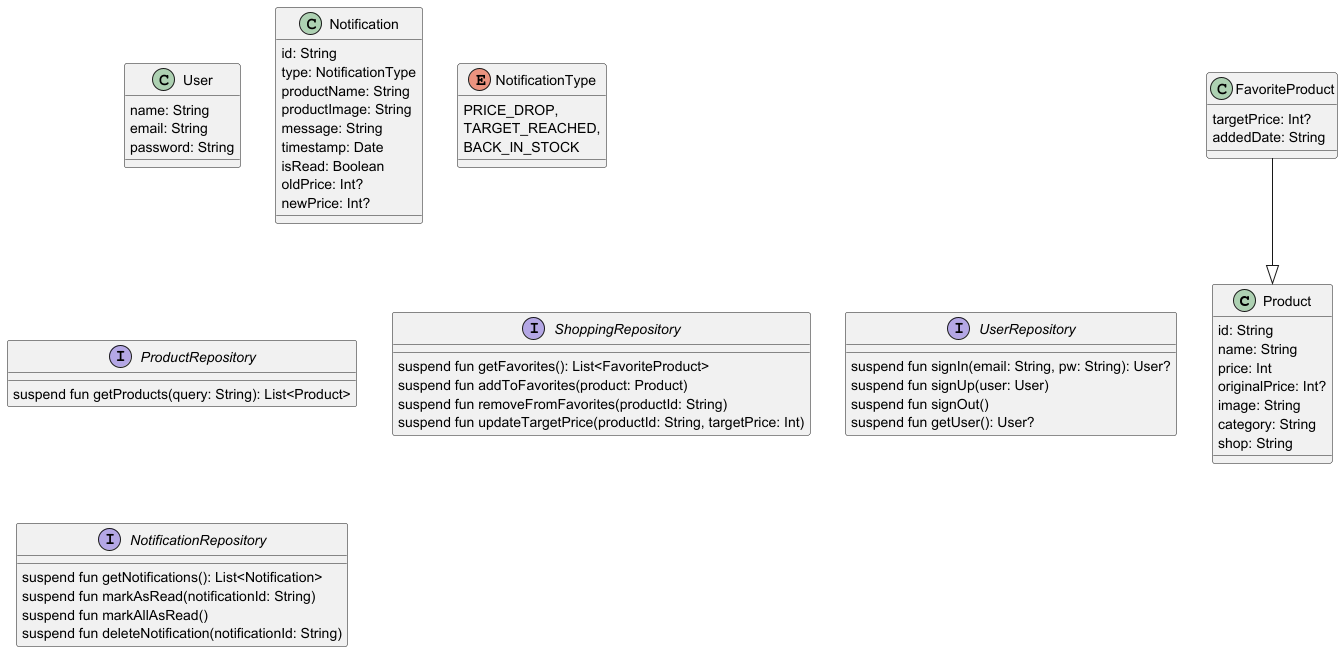 C Notification
id: String
type: NotificationType
productName: String
productImage: String
message: String
timestamp: Date
isRead: Boolean
oldPrice: Int?
newPrice: Int?
C User
name: String
email: String
password: String
E NotificationType
PRICE_DROP,
TARGET_REACHED,
BACK_IN_STOCK
C FavoriteProduct
targetPrice: Int?
addedDate: String
I ProductRepository
suspend fun getProducts(query: String): List<Product>
I ShoppingRepository
suspend fun getFavorites(): List<FavoriteProduct>
suspend fun addToFavorites(product: Product)
suspend fun removeFromFavorites(productId: String)
suspend fun updateTargetPrice(productId: String, targetPrice: Int)
I UserRepository
suspend fun signIn(email: String, pw: String): User?
suspend fun signUp(user: User)
suspend fun signOut()
suspend fun getUser(): User?
C Product
id: String
name: String
price: Int
originalPrice: Int?
image: String
category: String
shop: String
I NotificationRepository
suspend fun getNotifications(): List<Notification>
suspend fun markAsRead(notificationId: String)
suspend fun markAllAsRead()
suspend fun deleteNotification(notificationId: String)